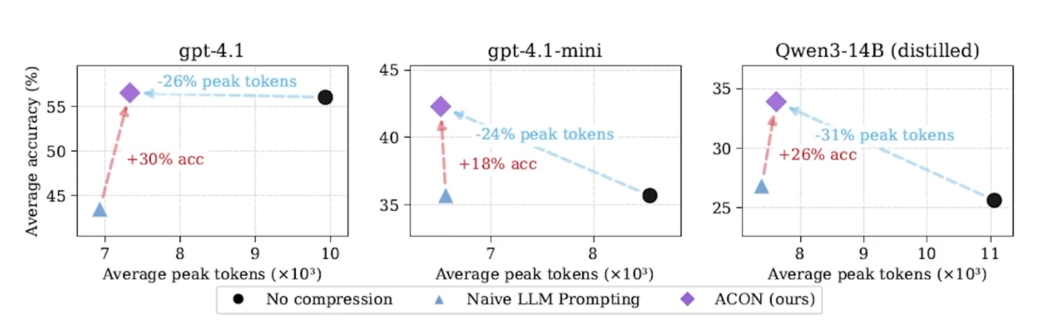 gpt-4.1
gpt-4.1-mini
Qwen3-14B (distilled)
Average accuracy (%)
55
50
45
-26% peak tokens
+30% acc
7
8
9
10
Average peak tokens (×10³)
45
40
35
-24% peak tokens
+18% acc
7
8
Average peak tokens (×10³)
35
30
25
-31% peak tokens
+26% acc
8
9
10
11
Average peak tokens (×10³)
No compression
Naive LLM Prompting
ACON (ours)